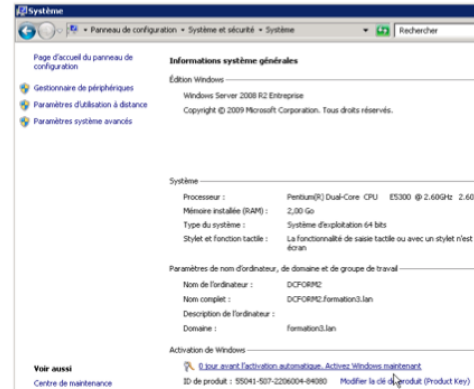 Système
Panneau de configuration • Système et sécurité • Système
Rechercher
Page d'accueil du panneau de
configuration
Gestionnaire de périphériques
Paramètres d'utilisation à distance
Paramètres système avancés
Voir aussi
Centre de maintenance
Informations système générales
Édition Windows
Windows Server 2008 R2 Entreprise
Copyright © 2009 Microsoft Corporation. Tous droits réservés.
Système
Processeur : Pentium(R) Dual-Core CPU E5300 @ 2.60GHz 2.60
Mémoire installée (RAM) : 2,00 Go
Type du système : Système d'exploitation 64 bits
Stylet et fonction tactile : La fonctionnalité de saisie tactile ou avec un stylet n'est
écran
Paramètres de nom d'ordinateur, de domaine et de groupe de travail
Nom de l'ordinateur : DCFORM2
Nom complet : DCFORM2.formation3.lan
Description de l'ordinateur :
Domaine : formation3.lan
Activation de Windows
0 jour avant l'activation automatique. Activez Windows maintenant
ID de produit : 55041-507-2206004-84080 Modifier la clé de produit (Product Key)